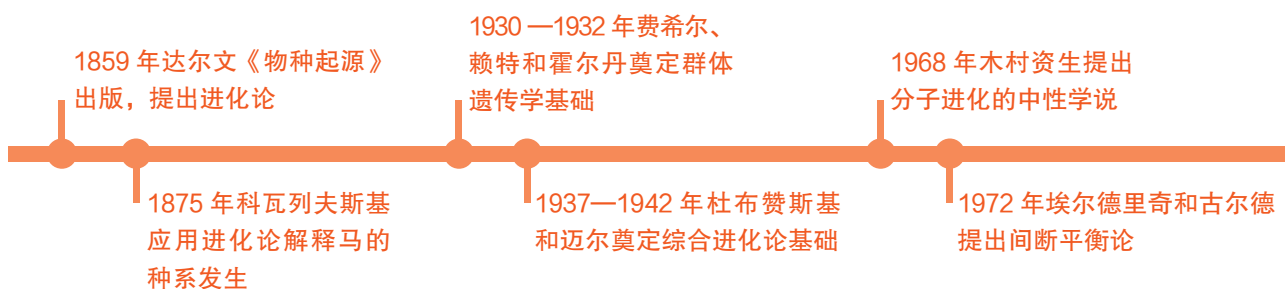 1859 年达尔文《物种起源》
出版，提出进化论
1930 —1932 年费希尔、
赖特和霍尔丹奠定群体
遗传学基础
1968 年木村资生提出
分子进化的中性学说
1875 年科瓦列夫斯基
应用进化论解释马的
种系发生
1937—1942 年杜布赞斯基
和迈尔奠定综合进化论基础
1972 年埃尔德里奇和古尔德
提出间断平衡论